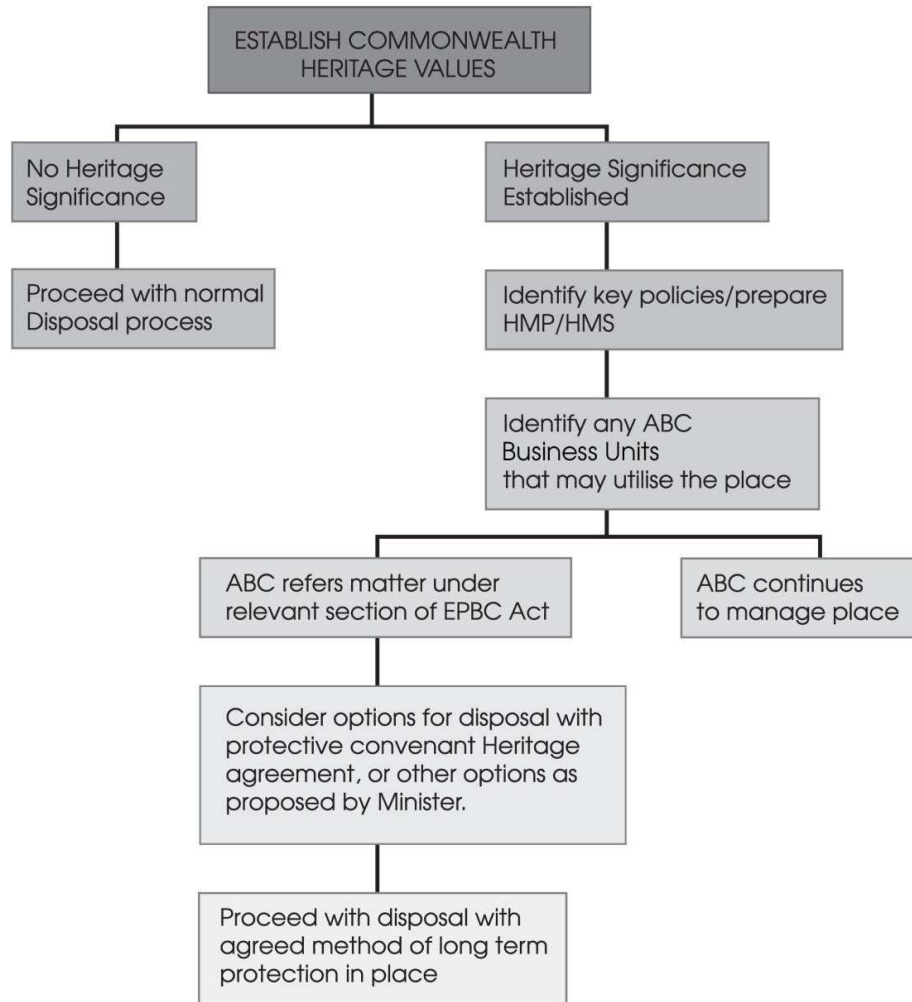 ESTABLISH COMMONWEALTH
HERITAGE VALUES
No Heritage
Significance
Heritage Significance
Established
Proceed with normal
Disposal process
Identify key policies/prepare
HMP/HMS
Identify any ABC
Business Units
that may utilise the place
ABC refers matter under
relevant section of EPBC Act
ABC continues
to manage place
Consider options for disposal with
protective convenant Heritage
agreement, or other options as
proposed by Minister.
Proceed with disposal with
agreed method of long term
protection in place